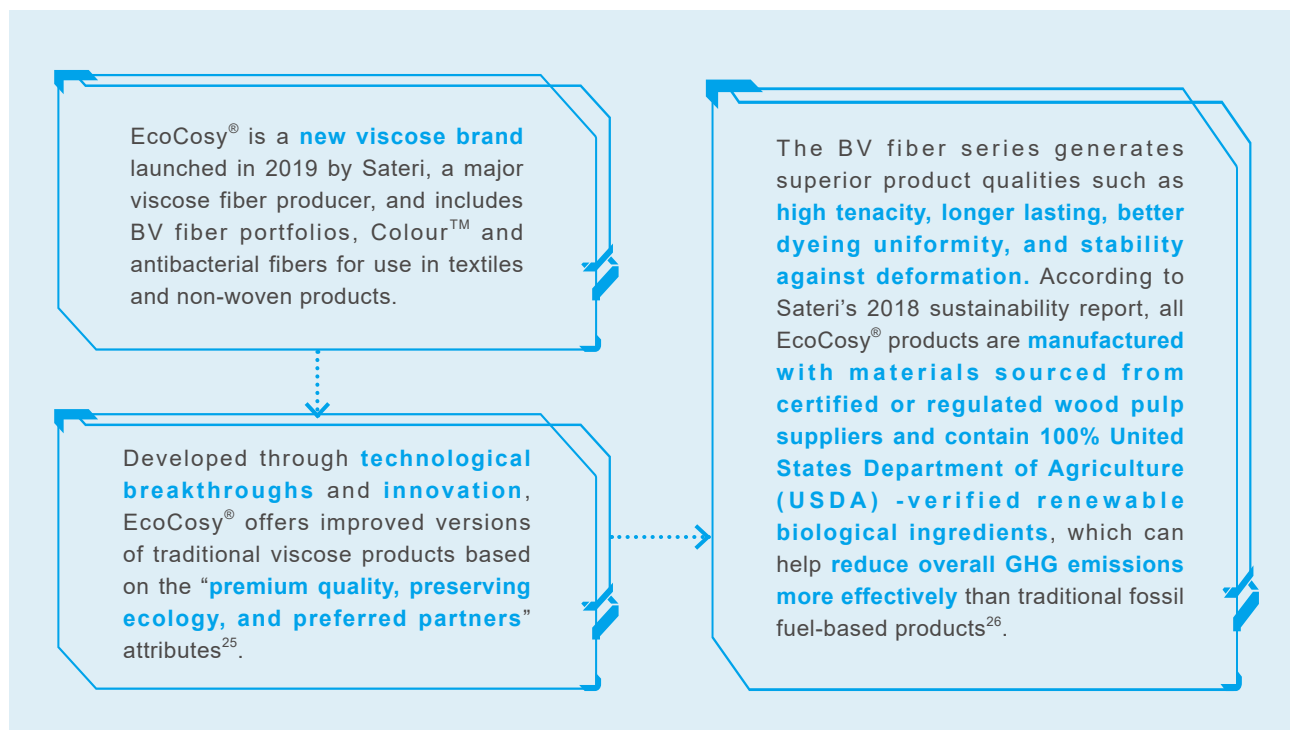 EcoCosy® is a new viscose brand
launched in 2019 by Sateri, a major
viscose fiber producer, and includes
BV fiber portfolios, Colour™ and
antibacterial fibers for use in textiles
and non-woven products.
Developed through technological
breakthroughs and innovation,
EcoCosy® offers improved versions
of traditional viscose products based
on the “premium quality, preserving
ecology, and preferred partners”
attributes25.
The BV fiber series generates
superior product qualities such as
high tenacity, longer lasting, better
dyeing uniformity, and stability
against deformation. According to
Sateri’s 2018 sustainability report, all
EcoCosy® products are manufactured
with materials sourced from
certified or regulated wood pulp
suppliers and contain 100% United
States Department of Agriculture
(USDA) -verified renewable
biological ingredients, which can
help reduce overall GHG emissions
more effectively than traditional fossil
fuel-based products26.